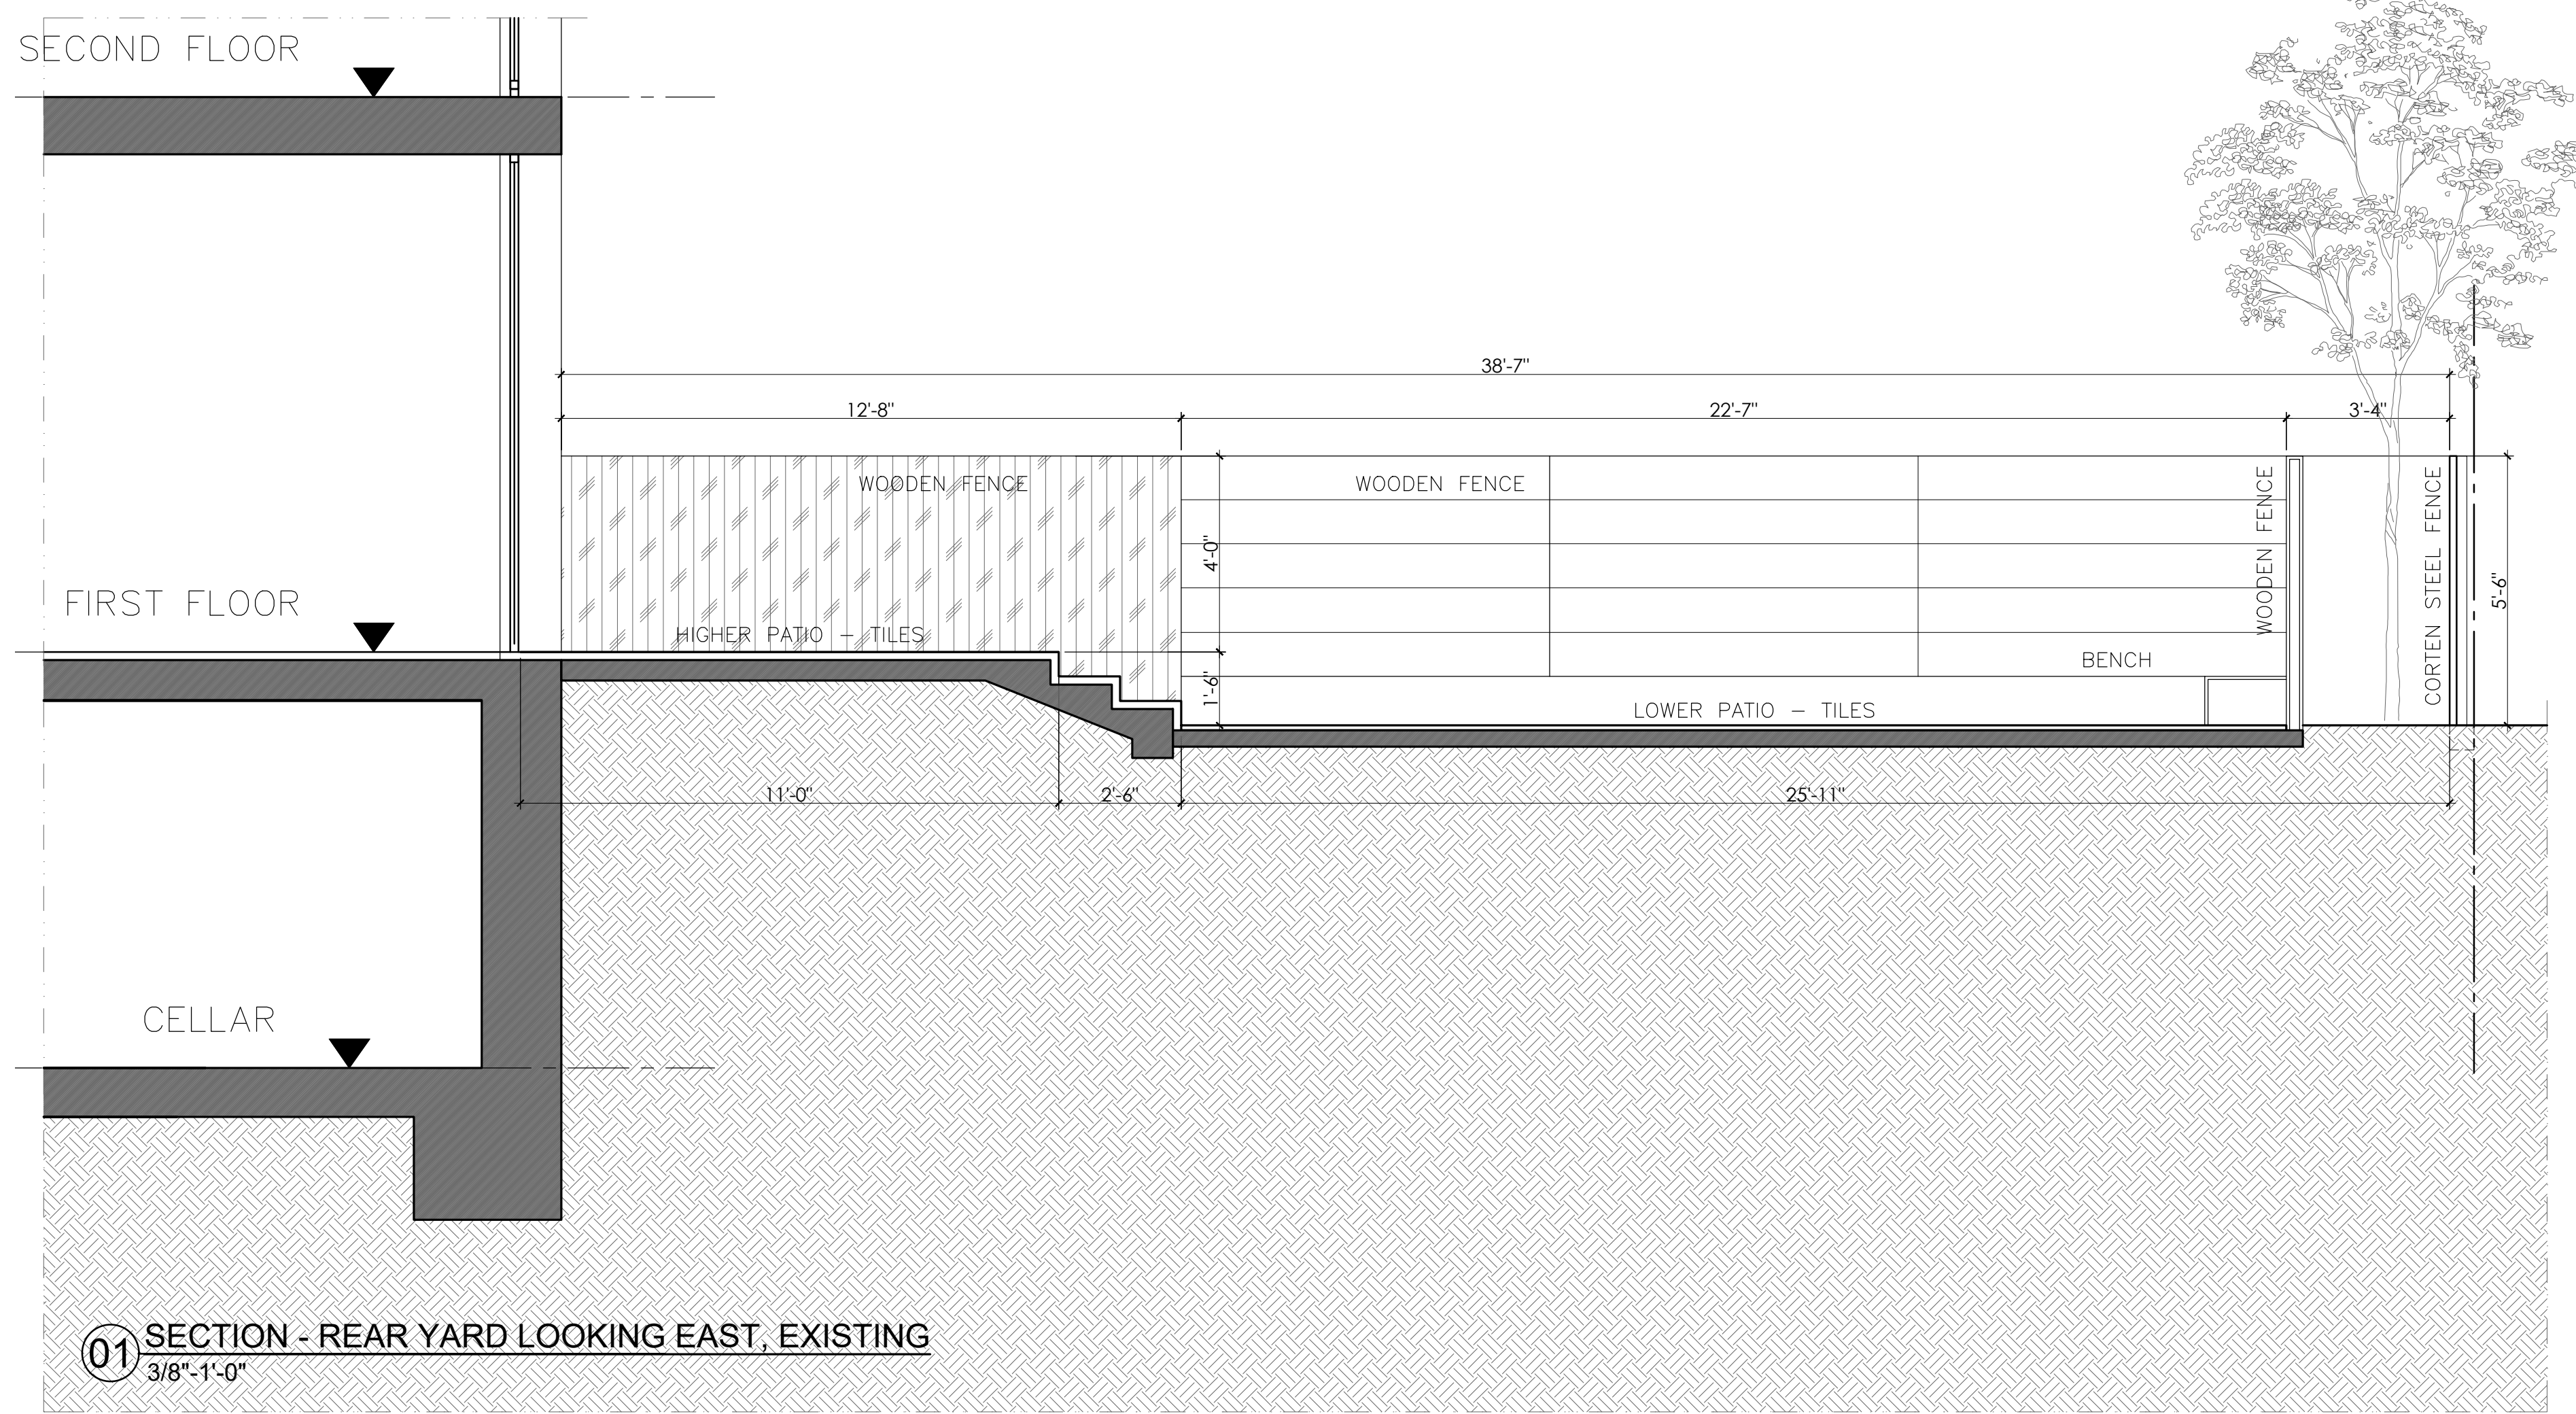 SECOND FLOOR
38'-7"
12'-8"
22'-7"
3'-4"
WOODEN FENCE
WOODEN FENCE
WOODEN FENCE
CORTEN STEEL FENCE
4'-0"
5'-6"
FIRST FLOOR
HIGHER PATIO - TILES
BENCH
1'-6"
LOWER PATIO - TILES
11'-0"
2'-6"
25'-11"
CELLAR
01
SECTION - REAR YARD LOOKING EAST, EXISTING
3/8"-1'-0"